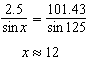 2.5/sin x = 101.43/sin 125
x ≈ 12